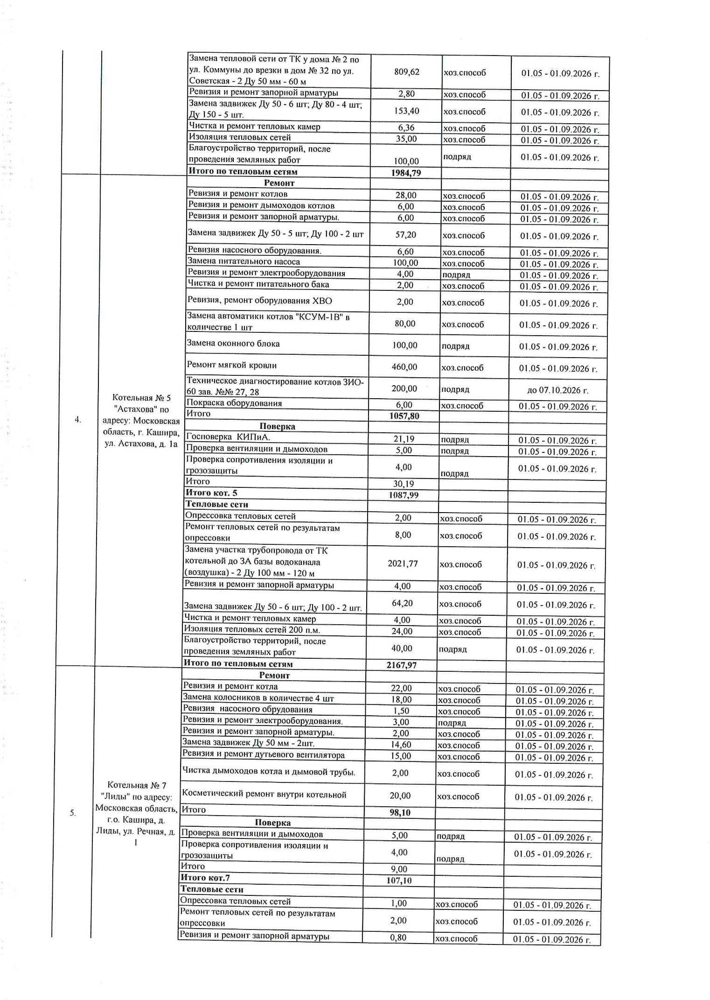 Замена тепловой сети от ТК у дома № 2 по
ул. Коммуны до врезки в дом № 32 по ул.
Советская - 2 Ду 50 мм - 60 м
809,62 хоз.способ 01.05 - 01.09.2026 г.
Ревизия и ремонт запорной арматуры 2,80 хоз.способ 01.05 - 01.09.2026 г.
Замена задвижек Ду 50 - 6 шт; Ду 80 - 4 шт;
Ду 150 - 5 шт.
153,40 хоз.способ 01.05 - 01.09.2026 г.
Чистка и ремонт тепловых камер 6,36 хоз.способ 01.05 - 01.09.2026 г.
Изоляция тепловых сетей 35,00 хоз.способ 01.05 - 01.09.2026 г.
Благоустройство территорий, после
проведения земляных работ
100,00 подряд 01.05 - 01.09.2026 г.
Итого по тепловым сетям 1984,79
4.
Котельная № 5
"Астахова" по
адресу: Московская
область, г. Кашира,
ул. Астахова, д. 1а
Ремонт
Ревизия и ремонт котлов 28,00 хоз.способ 01.05 - 01.09.2026 г.
Ревизия и ремонт дымоходов котлов 6,00 хоз.способ 01.05 - 01.09.2026 г.
Ревизия и ремонт запорной арматуры. 6,00 хоз.способ 01.05 - 01.09.2026 г.
Замена задвижек Ду 50 - 5 шт; Ду 100 - 2 шт 57,20 хоз.способ 01.05 - 01.09.2026 г.
Ревизия насосного оборудования. 6,60 хоз.способ 01.05 - 01.09.2026 г.
Замена питательного насоса 100,00 хоз.способ 01.05 - 01.09.2026 г.
Ревизия и ремонт электрооборудования 4,00 подряд 01.05 - 01.09.2026 г.
Чистка и ремонт питательного бака 2,00 хоз.способ 01.05 - 01.09.2026 г.
Ревизия, ремонт оборудования ХВО 2,00 хоз.способ 01.05 - 01.09.2026 г.
Замена автоматики котлов "КСУМ-1В" в
количестве 1 шт
80,00 хоз.способ 01.05 - 01.09.2026 г.
Замена оконного блока 100,00 подряд 01.05 - 01.09.2026 г.
Ремонт мягкой кровли 460,00 хоз.способ 01.05 - 01.09.2026 г.
Техническое диагностирование котлов ЗИО-
60 зав. №№ 27, 28
200,00 подряд до 07.10.2026 г.
Покраска оборудования 6,00 хоз.способ 01.05 - 01.09.2026 г.
Итого 1057,80
Поверка
Госповерка КИПиА. 21,19 подряд 01.05 - 01.09.2026 г.
Проверка вентиляции и дымоходов 5,00 подряд 01.05 - 01.09.2026 г.
Проверка сопротивления изоляции и
грозозащиты
4,00 подряд 01.05 - 01.09.2026 г.
Итого 30,19
Итого кот. 5 1087,99
Тепловые сети
Опрессовка тепловых сетей 2,00 хоз.способ 01.05 - 01.09.2026 г.
Ремонт тепловых сетей по результатам
опрессовки
8,00 хоз.способ 01.05 - 01.09.2026 г.
Замена участка трубопровода от ТК
котельной до ЗА базы водоканала
(воздушка) - 2 Ду 100 мм - 120 м
2021,77 хоз.способ 01.05 - 01.09.2026 г.
Ревизия и ремонт запорной арматуры 4,00 хоз.способ 01.05 - 01.09.2026 г.
Замена задвижек Ду 50 - 6 шт; Ду 100 - 2 шт. 64,20 хоз.способ 01.05 - 01.09.2026 г.
Чистка и ремонт тепловых камер 4,00 хоз.способ 01.05 - 01.09.2026 г.
Изоляция тепловых сетей 200 п.м. 24,00 хоз.способ 01.05 - 01.09.2026 г.
Благоустройство территорий, после
проведения земляных работ
40,00 подряд 01.05 - 01.09.2026 г.
Итого по тепловым сетям 2167,97
5.
Котельная № 7
"Лиды" по адресу:
Московская область,
г.о. Кашира, д.
Лиды, ул. Речная, д.
1
Ремонт
Ревизия и ремонт котла 22,00 хоз.способ 01.05 - 01.09.2026 г.
Замена колосников в количестве 4 шт 18,00 хоз.способ 01.05 - 01.09.2026 г.
Ревизия насосного обрудования 1,50 хоз.способ 01.05 - 01.09.2026 г.
Ревизия и ремонт электрооборудования. 3,00 подряд 01.05 - 01.09.2026 г.
Ревизия и ремонт запорной арматуры. 2,00 хоз.способ 01.05 - 01.09.2026 г.
Замена задвижек Ду 50 мм - 2шт. 14,60 хоз.способ 01.05 - 01.09.2026 г.
Ревизия и ремонт дутьевого вентилятора 15,00 хоз.способ 01.05 - 01.09.2026 г.
Чистка дымоходов котла и дымовой трубы. 2,00 хоз.способ 01.05 - 01.09.2026 г.
Косметический ремонт внутри котельной 20,00 хоз.способ 01.05 - 01.09.2026 г.
Итого 98,10
Поверка
Проверка вентиляции и дымоходов 5,00 подряд 01.05 - 01.09.2026 г.
Проверка сопротивления изоляции и
грозозащиты
4,00 подряд 01.05 - 01.09.2026 г.
Итого 9,00
Итого кот.7 107,10
Тепловые сети
Опрессовка тепловых сетей 1,00 хоз.способ 01.05 - 01.09.2026 г.
Ремонт тепловых сетей по результатам
опрессовки
2,00 хоз.способ 01.05 - 01.09.2026 г.
Ревизия и ремонт запорной арматуры 0,80 хоз.способ 01.05 - 01.09.2026 г.